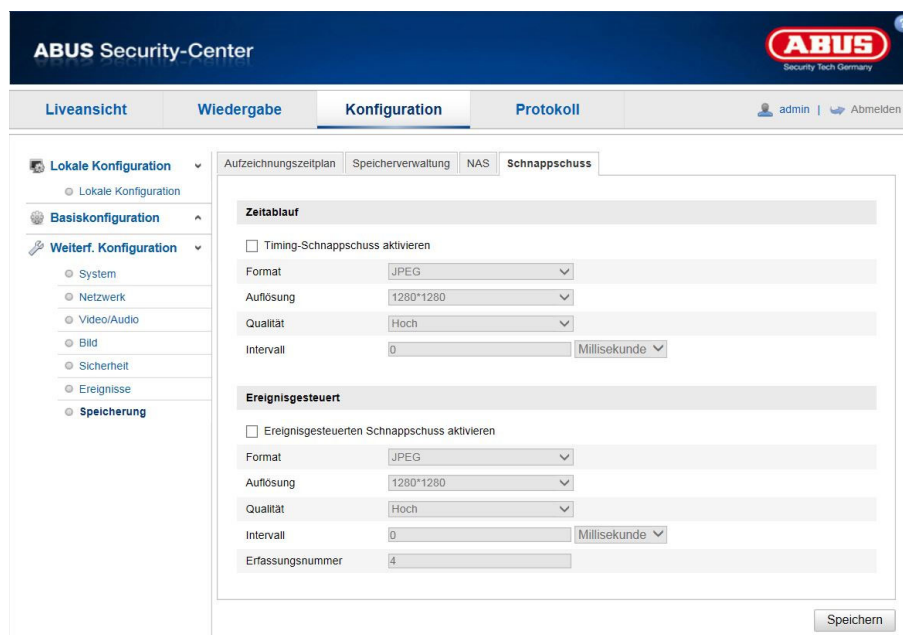 ABUS Security-Center
ABUS
Security Tech Germany
?
Liveansicht
Wiedergabe
Konfiguration
Protokoll
admin | Abmelden
Lokale Konfiguration
Lokale Konfiguration
Basiskonfiguration
Weiterf. Konfiguration
System
Netzwerk
Video/Audio
Bild
Sicherheit
Ereignisse
Speicherung
Aufzeichnungszeitplan
Speicherverwaltung
NAS
Schnappschuss
Zeitablauf
Timing-Schnappschuss aktivieren
Format JPEG
Auflösung 1280*1280
Qualität Hoch
Intervall 0 Millisekunde
Ereignisgesteuert
Ereignisgesteuerten Schnappschuss aktivieren
Format JPEG
Auflösung 1280*1280
Qualität Hoch
Intervall 0 Millisekunde
Erfassungsnummer 4
Speichern